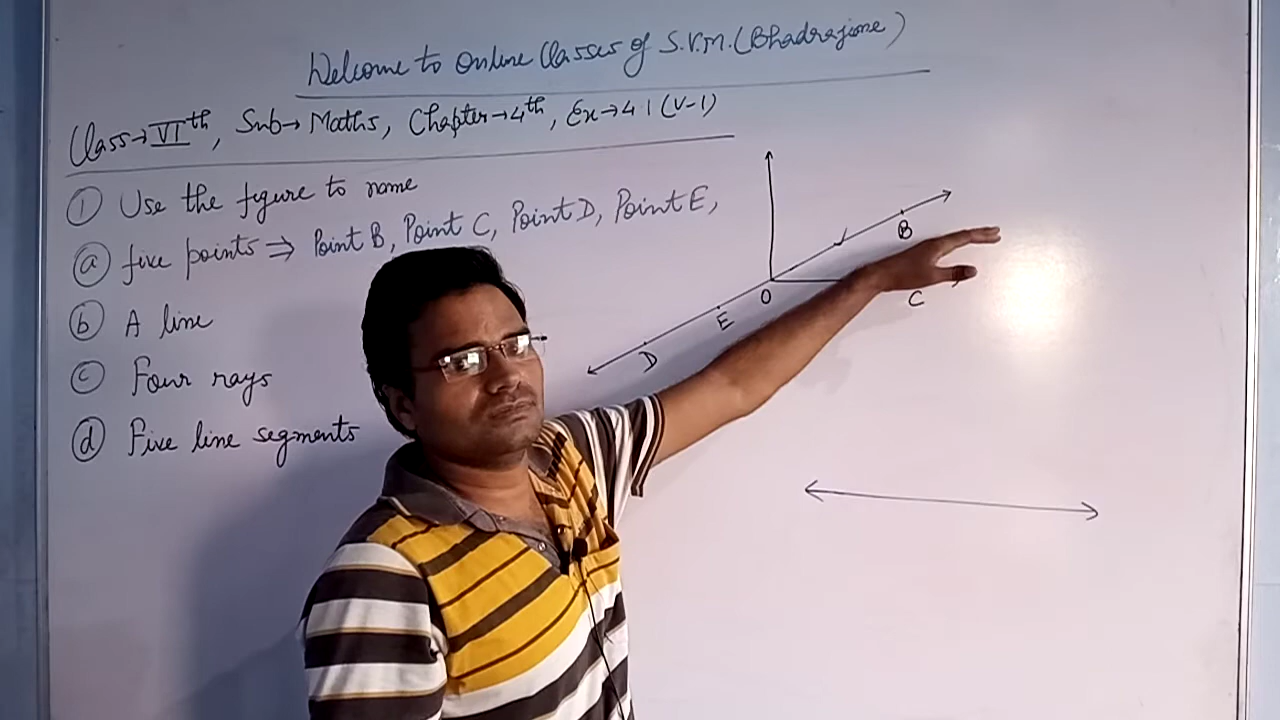 Welcome to Online Classes of S.V.M. (Bhadrajone)
Class→VIth, Sub→Maths, Chapter→4th, Ex→4.1 (V-1)
① Use the figure to name
ⓐ five points ⇒ Point B, Point C, Point D, Point E,
ⓑ A line
ⓒ Four rays
ⓓ Five line segments
B
O
C
E
D